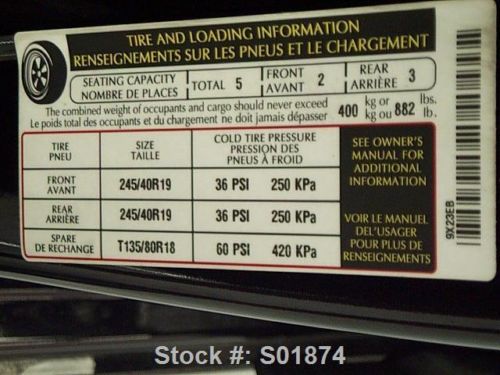 TIRE AND LOADING INFORMATION
RENSEIGNEMENTS SUR LES PNEUS ET LE CHARGEMENT
SEATING CAPACITY
NOMBRE DE PLACES
TOTAL 5
FRONT
AVANT 2
REAR
ARRIÈRE 3
The combined weight of occupants and cargo should never exceed 400 kg or 882 lbs.
Le poids total des occupants et du chargement ne doit jamais dépasser kg ou lb.
TIRE
PNEU
SIZE
TAILLE
COLD TIRE PRESSURE
PRESSION DES
PNEUS À FROID
SEE OWNER'S
MANUAL FOR
ADDITIONAL
INFORMATION
FRONT
AVANT
245/40R19
36 PSI 250 KPa
REAR
ARRIÈRE
245/40R19
36 PSI 250 KPa
SPARE
DE RECHANGE
T135/80R18
60 PSI 420 KPa
VOIR LE MANUEL
DEL'USAGER
POUR PLUS DE
RENSEIGNEMENTS
9X23EB
Stock #: S01874